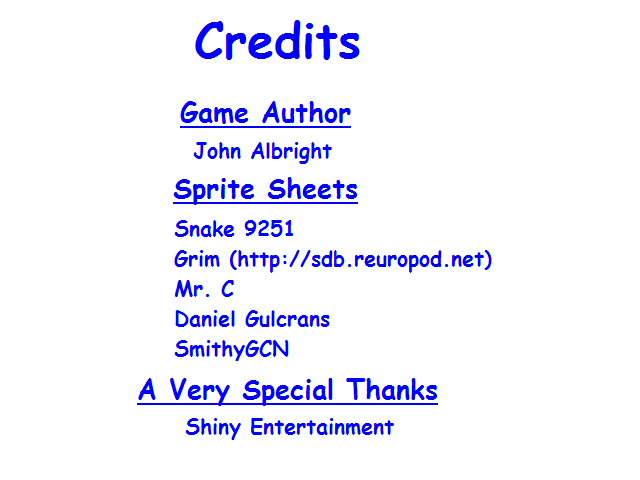 Credits
Game Author
John Albright
Sprite Sheets
Snake 9251
Grim (http://sdb.reuropod.net)
Mr. C
Daniel Gulcrans
SmithyGCN
A Very Special Thanks
Shiny Entertainment